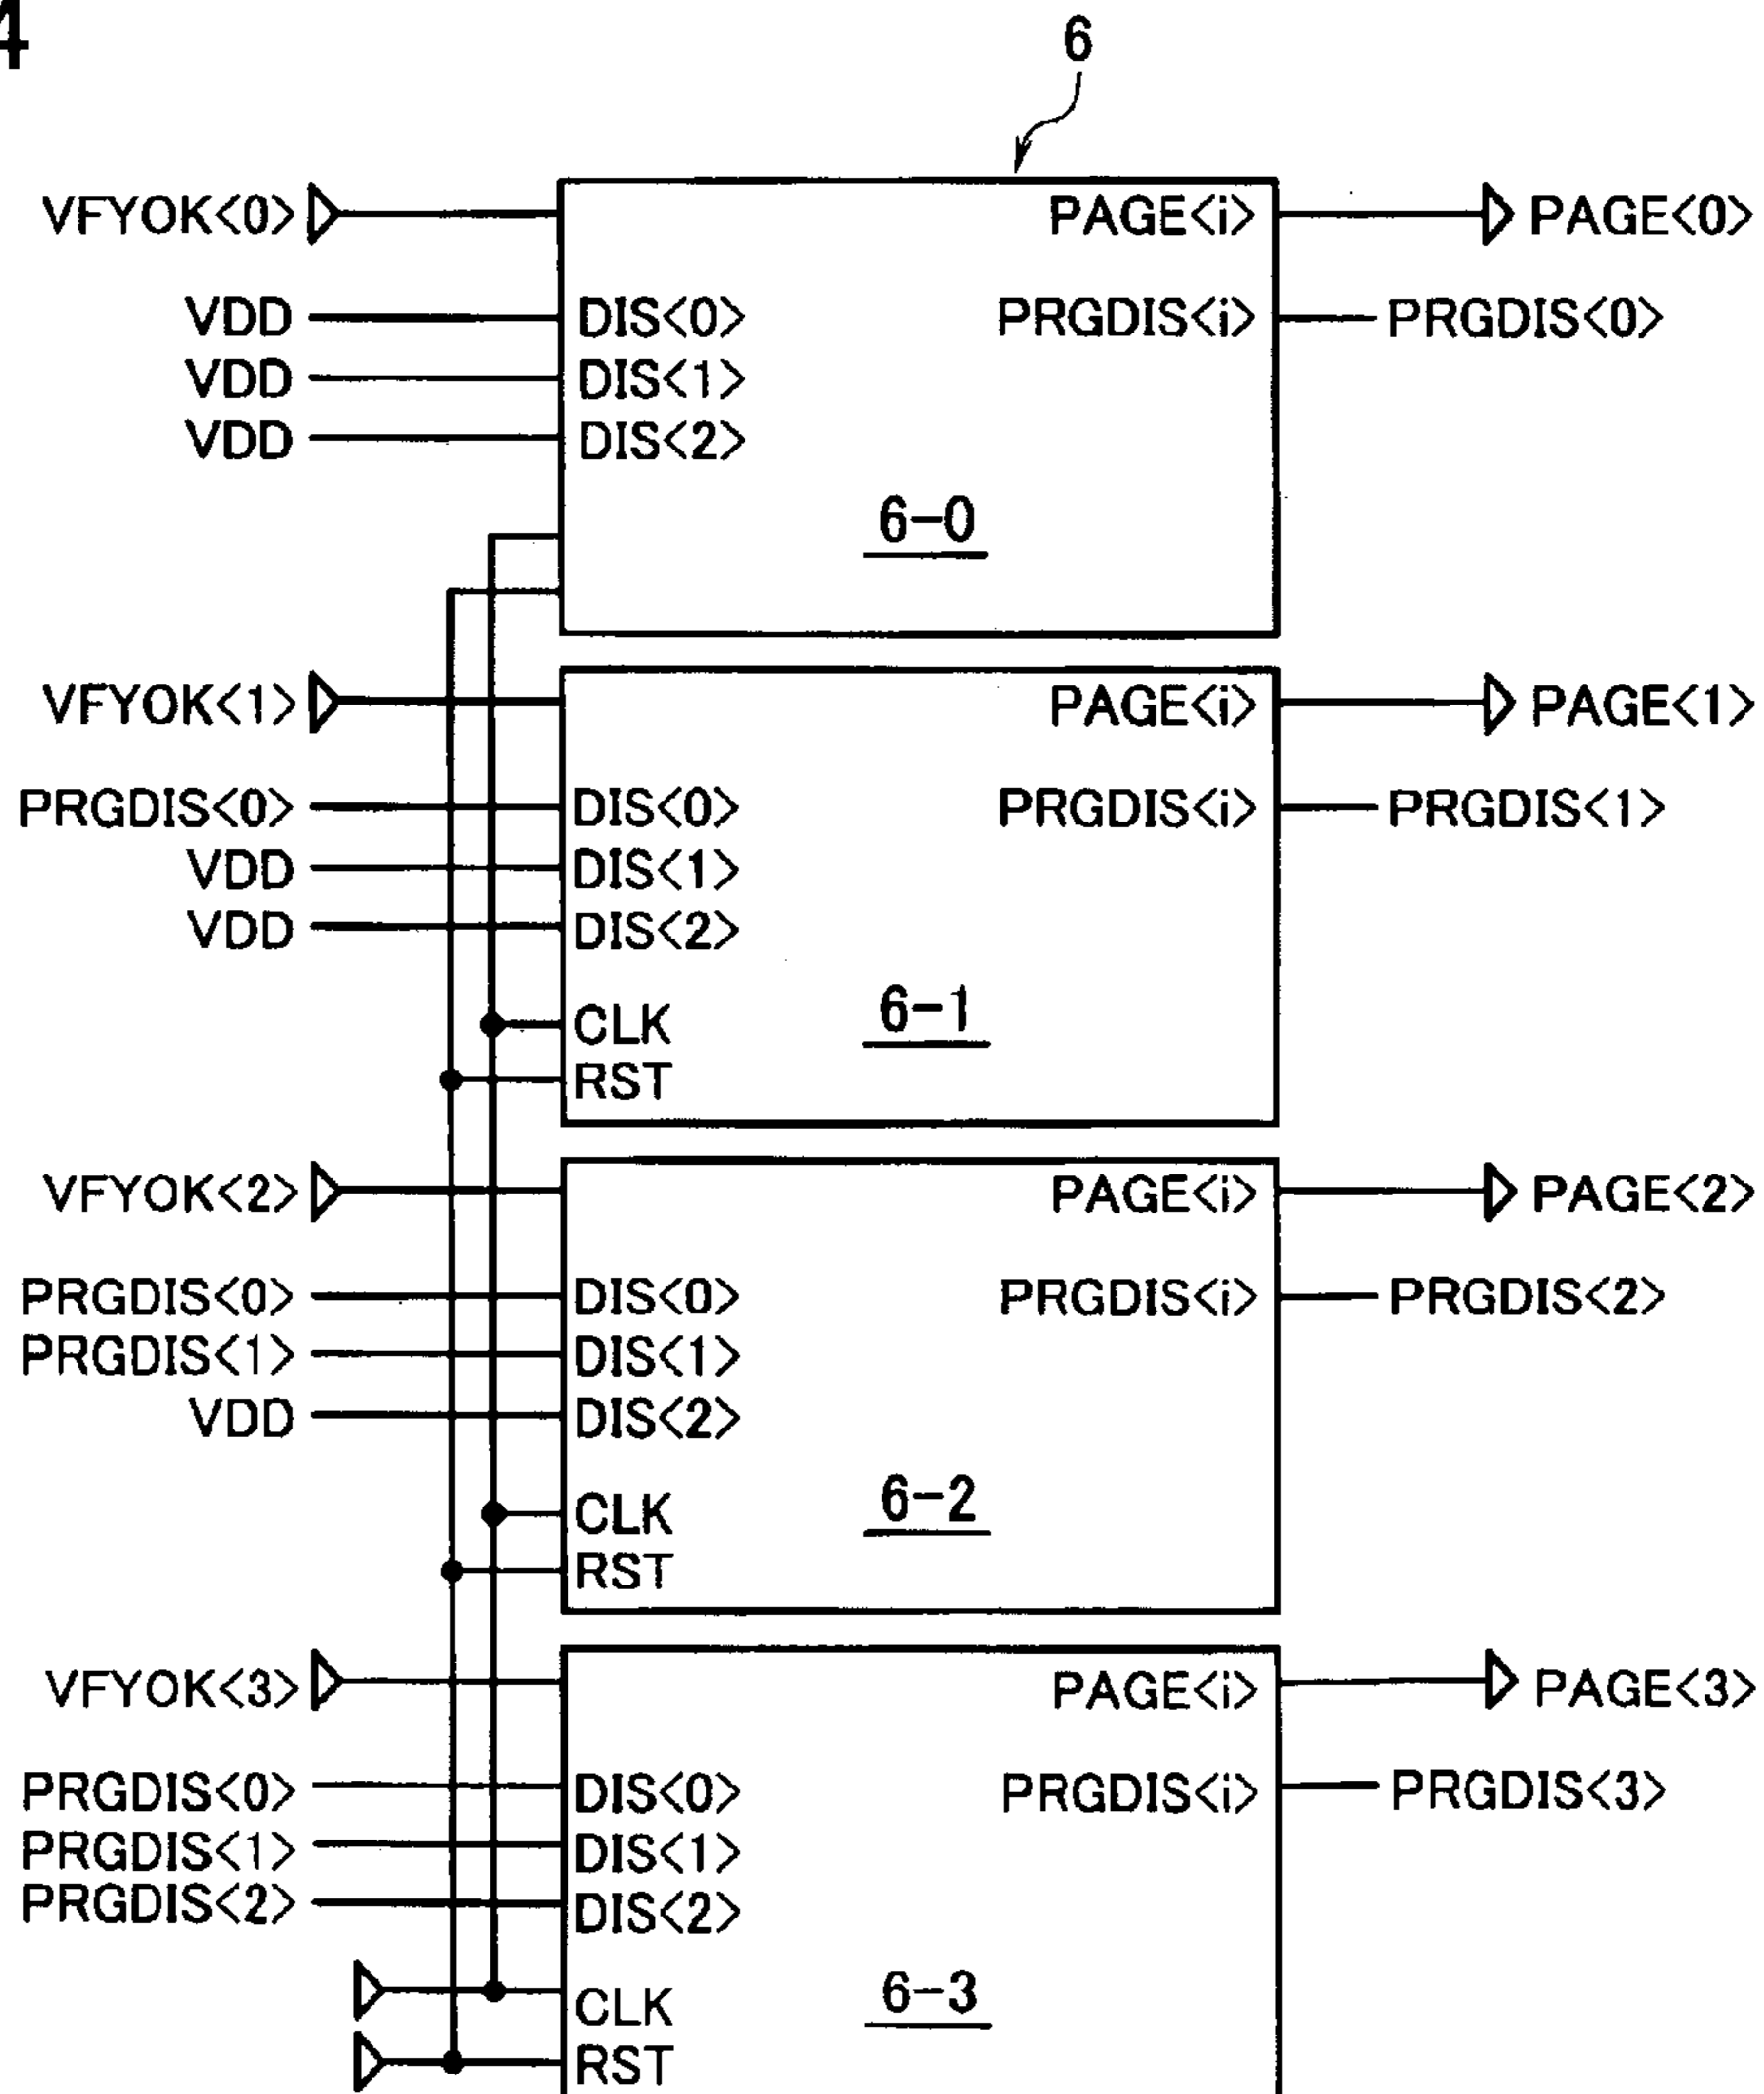 4
6
VFYOK<0> PAGE<i> PAGE<0>
VDD DIS<0> PRGDIS<i> PRGDIS<0>
VDD DIS<1>
VDD DIS<2>
6-0
VFYOK<1> PAGE<i> PAGE<1>
PRGDIS<0> DIS<0> PRGDIS<i> PRGDIS<1>
VDD DIS<1>
VDD DIS<2>
6-1
CLK
RST
VFYOK<2> PAGE<i> PAGE<2>
PRGDIS<0> DIS<0> PRGDIS<i> PRGDIS<2>
PRGDIS<1> DIS<1>
VDD DIS<2>
6-2
CLK
RST
VFYOK<3> PAGE<i> PAGE<3>
PRGDIS<0> DIS<0> PRGDIS<i> PRGDIS<3>
PRGDIS<1> DIS<1>
PRGDIS<2> DIS<2>
6-3
CLK
RST